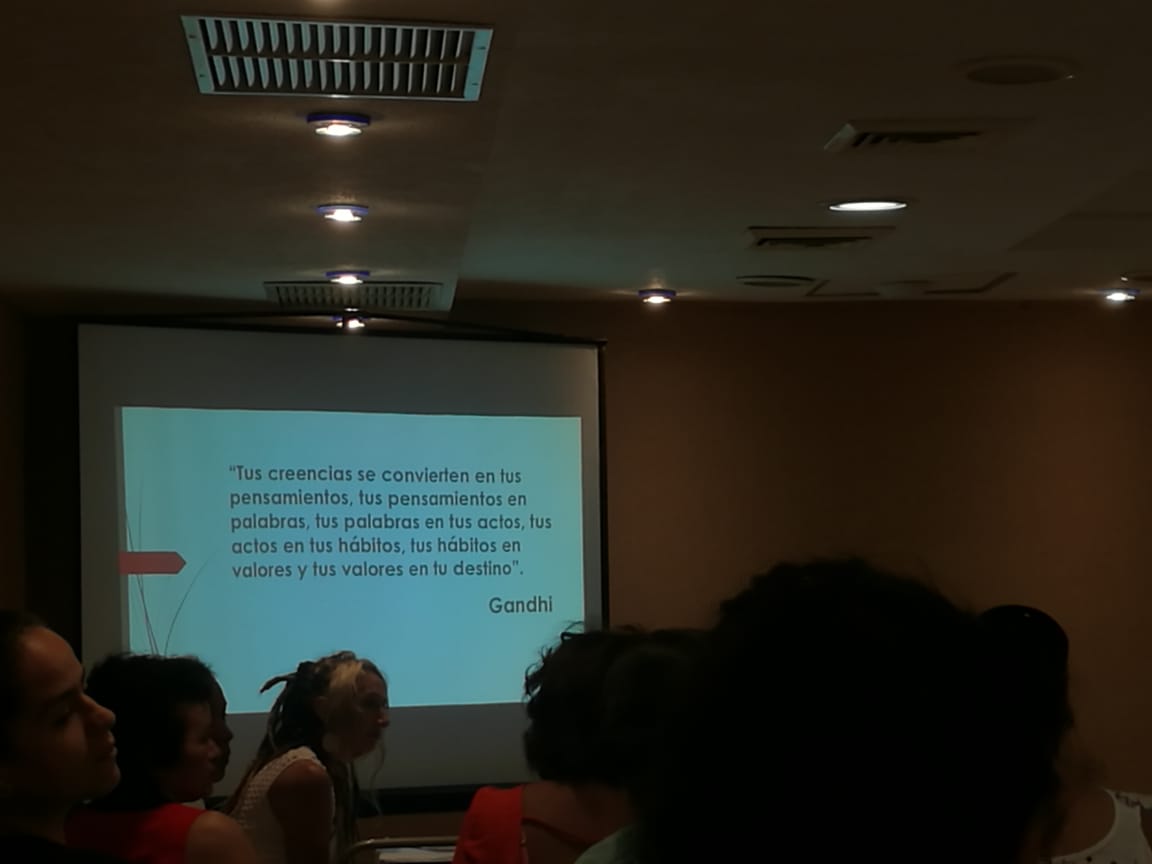 "Tus creencias se convierten en tus
pensamientos, tus pensamientos en
palabras, tus palabras en tus actos, tus
actos en tus hábitos, tus hábitos en
valores y tus valores en tu destino".
Gandhi